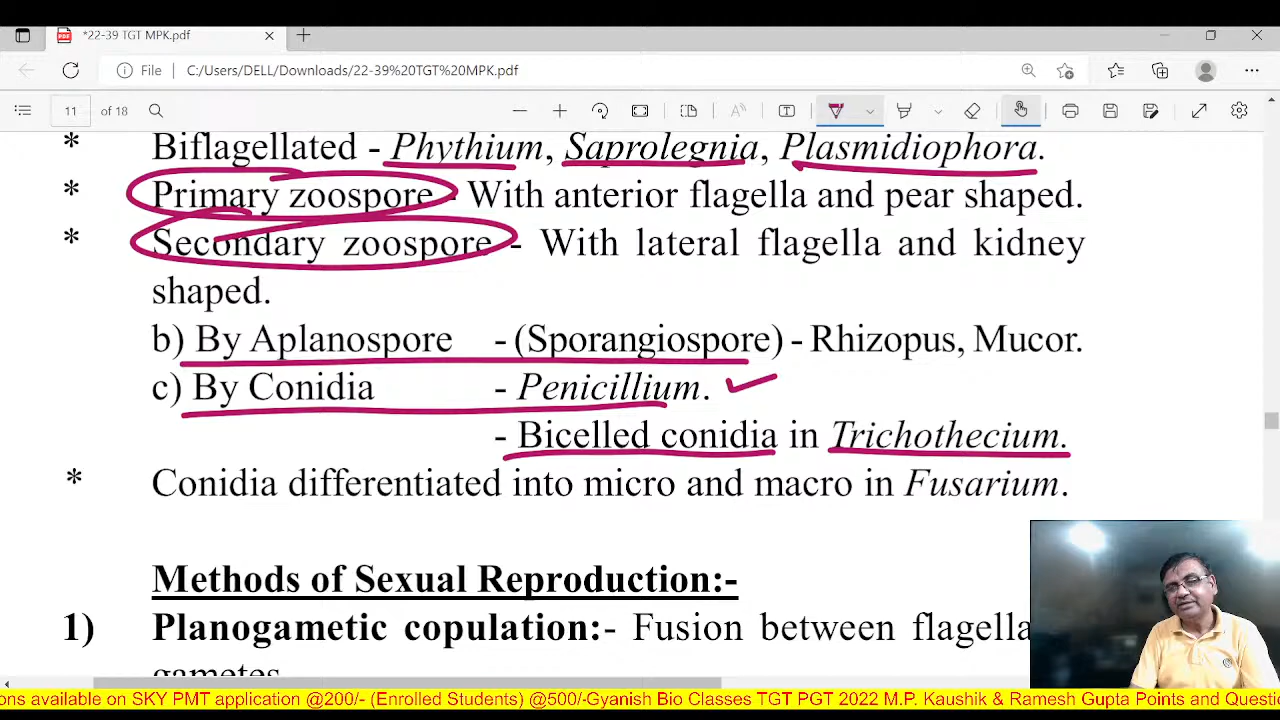 *22-39 TGT MPK.pdf
File C:/Users/DELL/Downloads/22-39%20TGT%20MPK.pdf
11 of 18
* Biflagellated - Phythium, Saprolegnia, Plasmidiophora.
* Primary zoospore - With anterior flagella and pear shaped.
* Secondary zoospore - With lateral flagella and kidney
shaped.
b) By Aplanospore - (Sporangiospore) - Rhizopus, Mucor.
c) By Conidia - Penicillium.
- Bicelled conidia in Trichothecium.
* Conidia differentiated into micro and macro in Fusarium.
Methods of Sexual Reproduction:-
1) Planogametic copulation:- Fusion between flagella
gametes.
ons available on SKY PMT application @200/- (Enrolled Students) @500/-Gyanish Bio Classes TGT PGT 2022 M.P. Kaushik & Ramesh Gupta Points and Questi